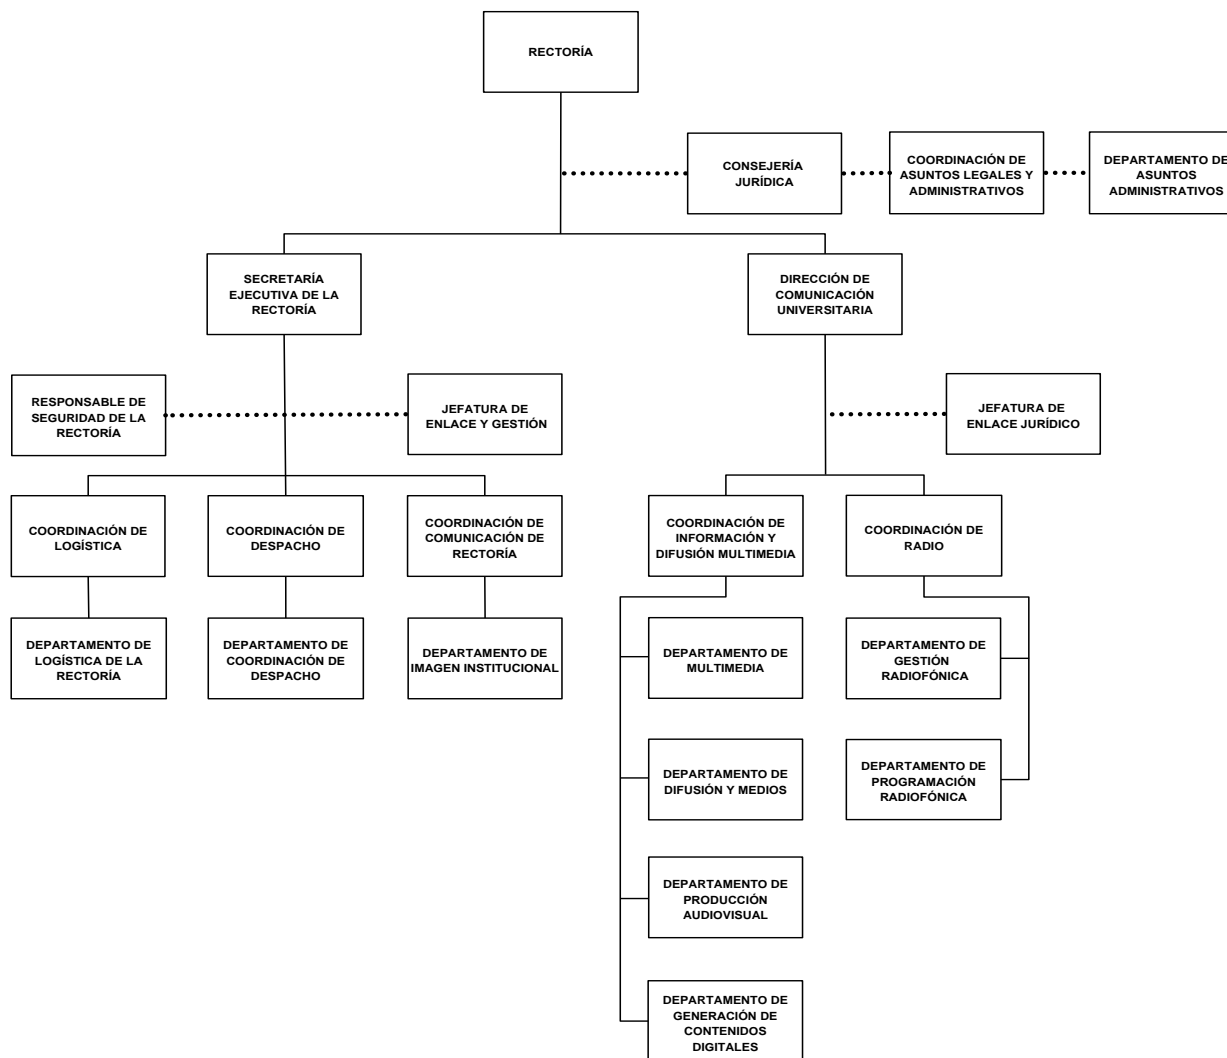 RECTORÍA
CONSEJERÍA
JURÍDICA
COORDINACIÓN DE
ASUNTOS LEGALES Y
ADMINISTRATIVOS
DEPARTAMENTO DE
ASUNTOS
ADMINISTRATIVOS
SECRETARÍA
EJECUTIVA DE LA
RECTORÍA
DIRECCIÓN DE
COMUNICACIÓN
UNIVERSITARIA
RESPONSABLE DE
SEGURIDAD DE LA
RECTORÍA
JEFATURA DE
ENLACE Y GESTIÓN
JEFATURA DE
ENLACE JURÍDICO
COORDINACIÓN DE
LOGÍSTICA
COORDINACIÓN DE
DESPACHO
COORDINACIÓN DE
COMUNICACIÓN DE
RECTORÍA
COORDINACIÓN DE
INFORMACIÓN Y
DIFUSIÓN MULTIMEDIA
COORDINACIÓN DE
RADIO
DEPARTAMENTO DE
LOGÍSTICA DE LA
RECTORÍA
DEPARTAMENTO DE
COORDINACIÓN DE
DESPACHO
DEPARTAMENTO DE
IMAGEN INSTITUCIONAL
DEPARTAMENTO DE
MULTIMEDIA
DEPARTAMENTO DE
GESTIÓN
RADIOFÓNICA
DEPARTAMENTO DE
DIFUSIÓN Y MEDIOS
DEPARTAMENTO DE
PROGRAMACIÓN
RADIOFÓNICA
DEPARTAMENTO DE
PRODUCCIÓN
AUDIOVISUAL
DEPARTAMENTO DE
GENERACIÓN DE
CONTENIDOS
DIGITALES